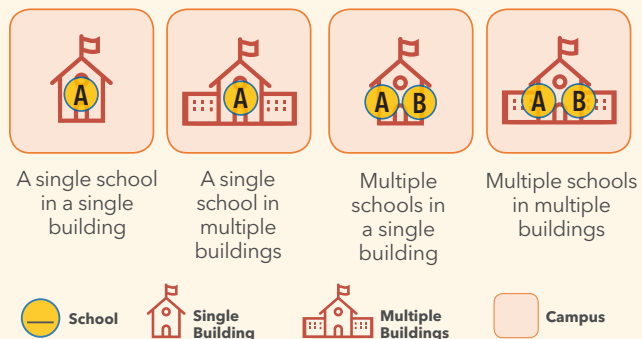 A
A
A B
A B
A single school
in a single
building
A single
school in
multiple
buildings
Multiple
schools in
a single
building
Multiple schools
in multiple
buildings
School
Single
Building
Multiple
Buildings
Campus